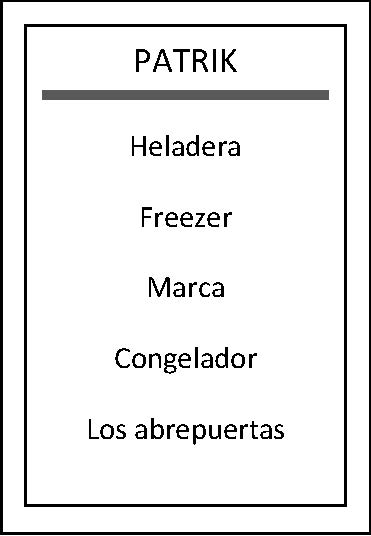 PATRIK
Heladera
Freezer
Marca
Congelador
Los abrepuertas